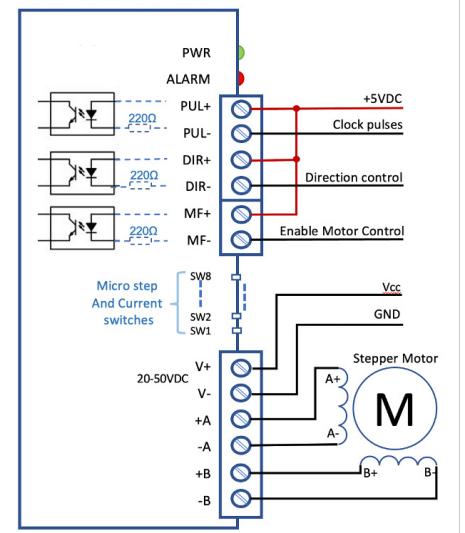 PWR
ALARM
PUL+
+5VDC
220Ω
PUL-
Clock pulses
DIR+
220Ω
DIR-
Direction control
MF+
220Ω
MF-
Enable Motor Control
SW8
Micro step
And Current
switches
SW2
SW1
Vcc
GND
V+
20-50VDC
V-
+A
-A
+B
-B
Stepper Motor
A+
M
A-
B+
B-